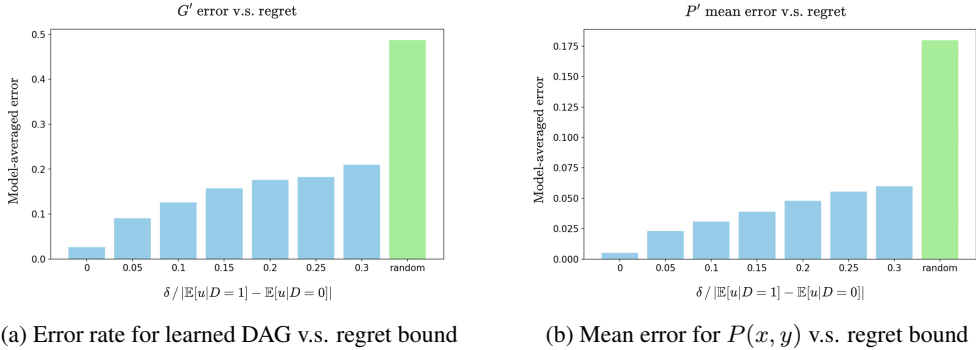 G′ error v.s. regret
Model-averaged error
0.5
0.4
0.3
0.2
0.1
0.0
0 0.05 0.1 0.15 0.2 0.25 0.3 random
δ / |𝔼[u|D = 1] − 𝔼[u|D = 0]|
(a) Error rate for learned DAG v.s. regret bound
P′ mean error v.s. regret
Model-averaged error
0.175
0.150
0.125
0.100
0.075
0.050
0.025
0.000
0 0.05 0.1 0.15 0.2 0.25 0.3 random
δ / |𝔼[u|D = 1] − 𝔼[u|D = 0]|
(b) Mean error for P(x, y) v.s. regret bound